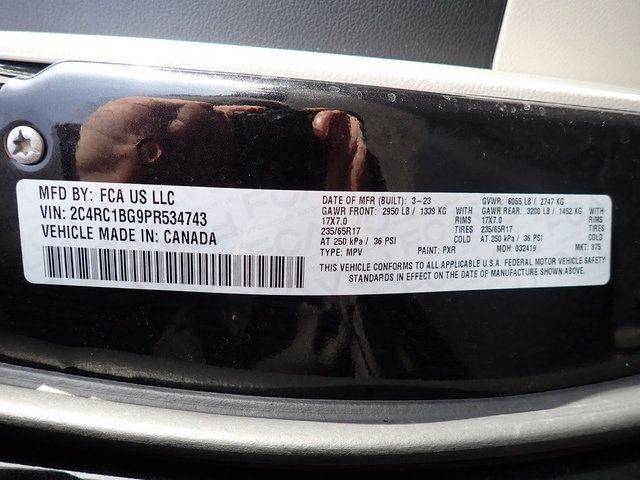 MFD BY: FCA US LLC
VIN: 2C4RC1BG9PR534743
VEHICLE MADE IN: CANADA
DATE OF MFR (BUILT): 3-23 GVWR: 6055 LB / 2747 KG
GAWR FRONT: 2950 LB / 1339 KG WITH GAWR REAR: 3200 LB / 1452 KG WITH
17X7.0 RIMS 17X7.0 RIMS
235/65R17 TIRES 235/65R17 TIRES
AT 250 kPa / 36 PSI COLD AT 250 kPa / 36 PSI COLD
TYPE: MPV PAINT: PXR MDH: 032419 MKT: 875
THIS VEHICLE CONFORMS TO ALL APPLICABLE U.S.A. FEDERAL MOTOR VEHICLE SAFETY
STANDARDS IN EFFECT ON THE DATE OF MANUFACTURE SHOWN ABOVE.